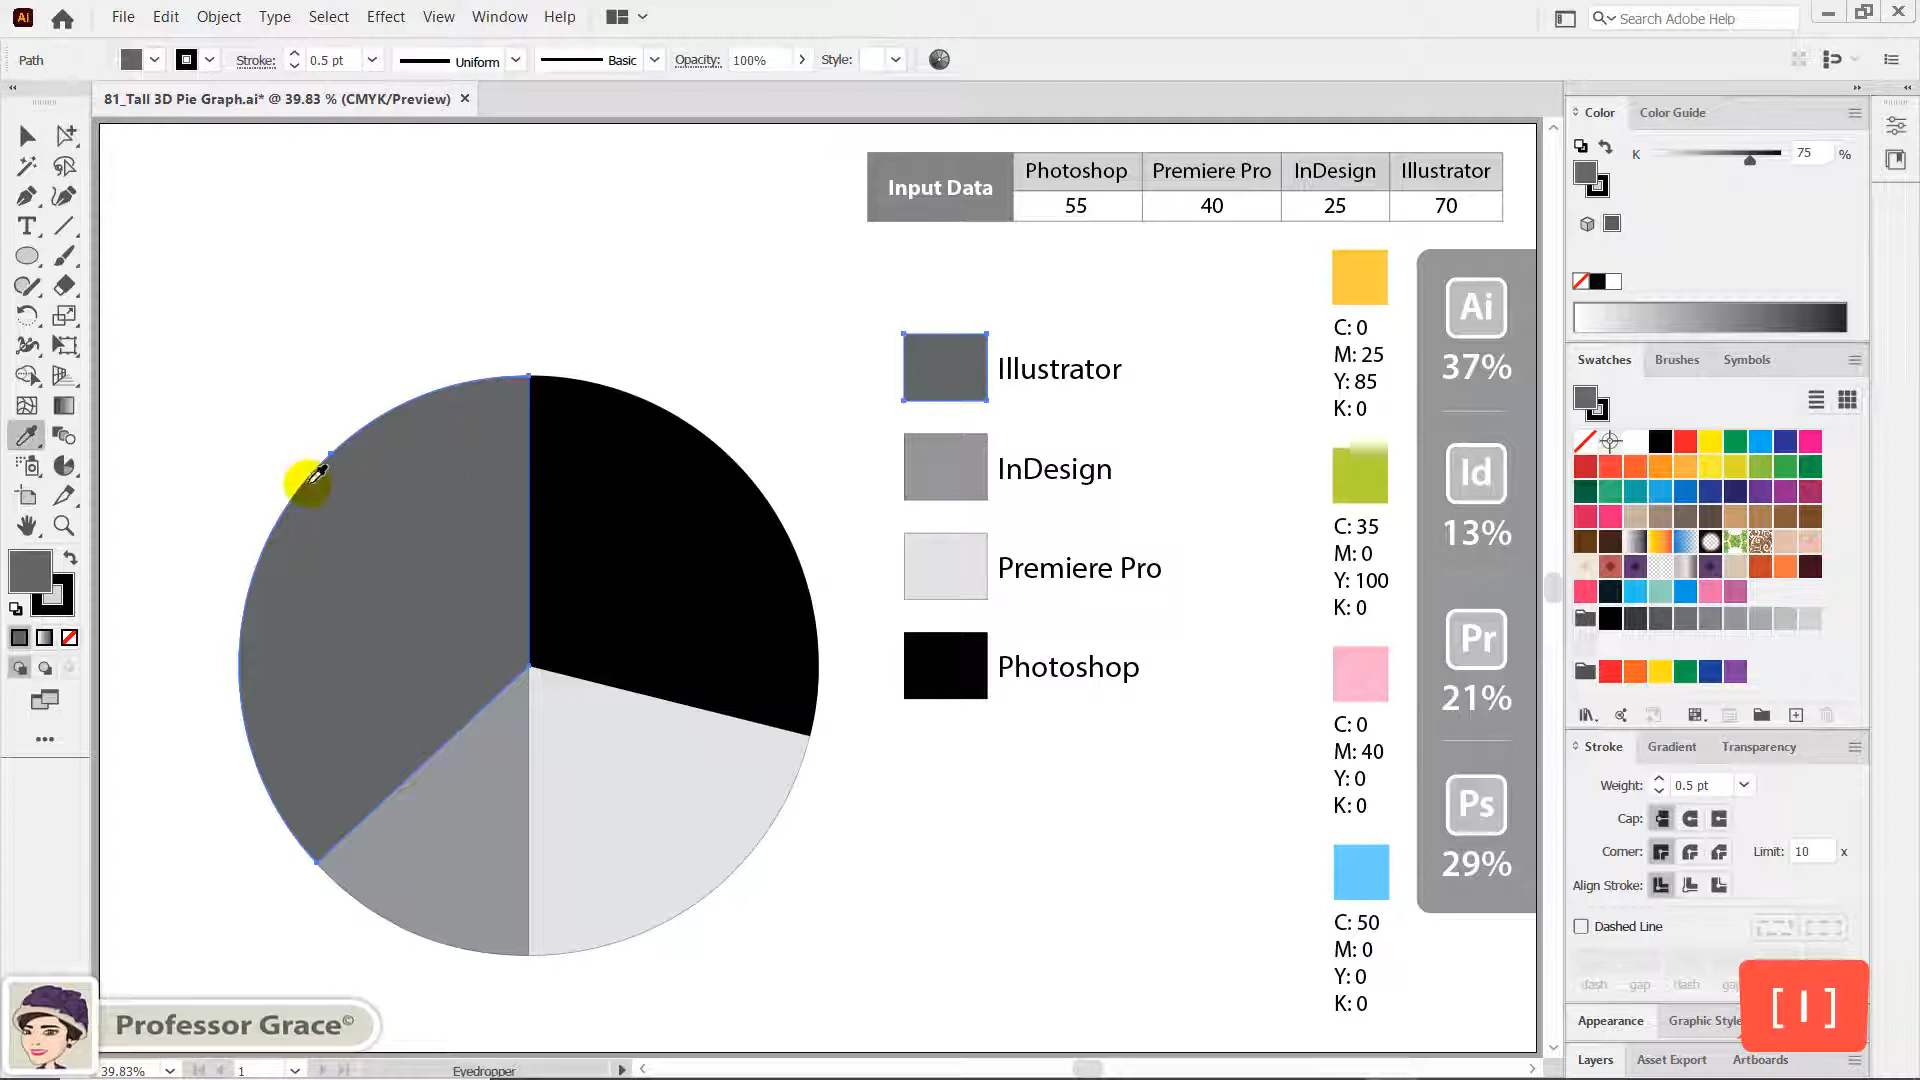 Ai
File Edit Object Type Select Effect View Window Help
Search Adobe Help
Path Stroke: 0.5 pt Uniform Basic Opacity: 100% Style:
81_Tall 3D Pie Graph.ai* @ 39.83 % (CMYK/Preview)
Input Data Photoshop Premiere Pro InDesign Illustrator
55 40 25 70
Illustrator
InDesign
Premiere Pro
Photoshop
C: 0
M: 25
Y: 85
K: 0
C: 35
M: 0
Y: 100
K: 0
C: 0
M: 40
Y: 0
K: 0
C: 50
M: 0
Y: 0
K: 0
Ai
37%
Id
13%
Pr
21%
Ps
29%
Color Color Guide
K 75 %
Swatches Brushes Symbols
Stroke Gradient Transparency
Weight: 0.5 pt
Cap:
Corner: Limit: 10 x
Align Stroke:
Dashed Line
dash gap dash
[ I ]
Appearance Graphic Style
Layers Asset Export Artboards
Professor Grace©
39.83% 1 Eyedropper